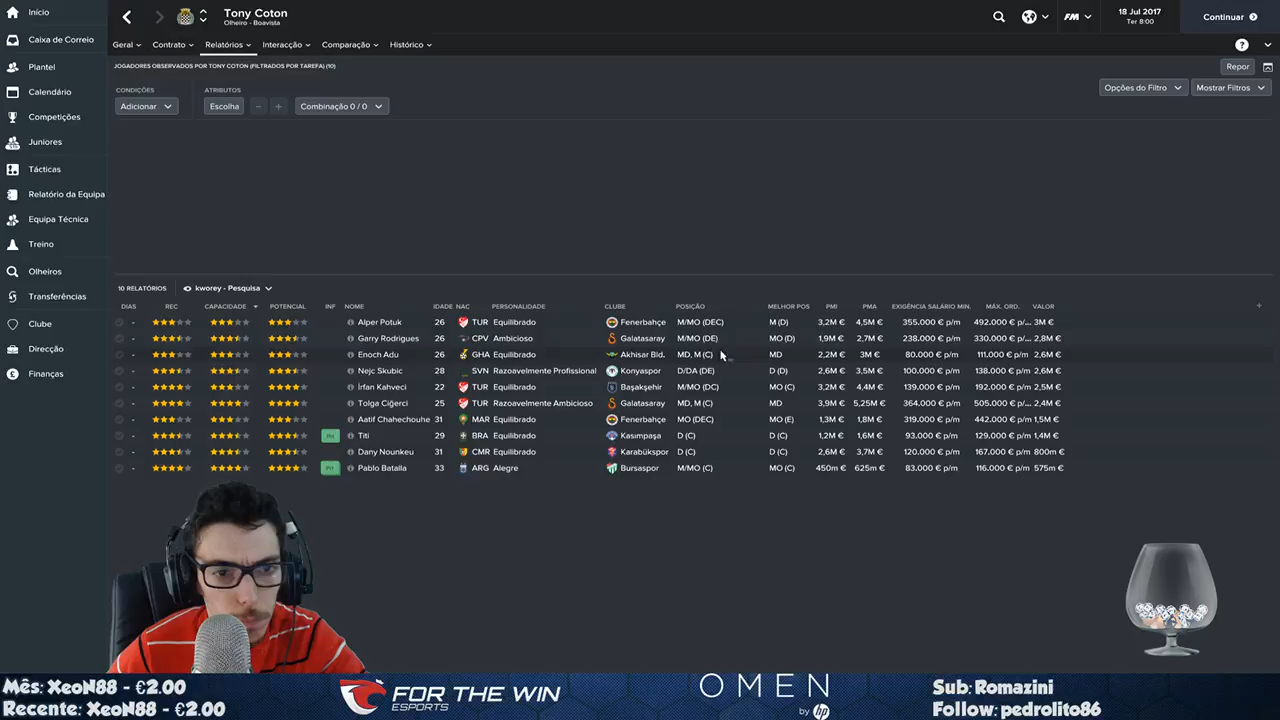 Início
Tony Coton
Olheiro - Boavista
FM
18 Jul 2017
Ter 8:00
Continuar
Caixa de Correio
Geral Contrato Relatórios Interacção Comparação Histórico
?
Plantel
JOGADORES OBSERVADOS POR TONY COTON (FILTRADOS POR TAREFA) (10)
Repor
Calendário
CONDIÇÕES ATRIBUTOS
Opções do Filtro Mostrar Filtros
Competições
Adicionar Escolha - + Combinação 0 / 0
Juniores
Tácticas
Relatório da Equipa
Equipa Técnica
Treino
Olheiros
Transferências
Clube
Direcção
Finanças
10 RELATÓRIOS kworey - Pesquisa
DIAS REC CAPACIDADE POTENCIAL INF NOME IDADE NAC PERSONALIDADE CLUBE POSIÇÃO MELHOR POS PMI PMA EXIGÊNCIA SALÁRIO MIN. MÁX. ORD. VALOR +
- Alper Potuk 26 TUR Equilibrado Fenerbahçe M/MO (DEC) M (D) 3,2M € 4,5M € 355.000 € p/m 492.000 € p/... 3M €
- Garry Rodrigues 26 CPV Ambicioso Galatasaray M/MO (DE) MO (D) 1,9M € 2,7M € 238.000 € p/m 330.000 € p/... 2,8M €
- Enoch Adu 26 GHA Equilibrado Akhisar Bld. MD, M (C) MD 2,2M € 3M € 80.000 € p/m 111.000 € p/m 2,6M €
- Nejc Skubic 28 SVN Razoavelmente Profissional Konyaspor D/DA (DE) D (D) 2,6M € 3,5M € 100.000 € p/m 138.000 € p/m 2,6M €
- İrfan Kahveci 22 TUR Equilibrado Başakşehir M/MO (DC) MO (C) 3,2M € 4,4M € 139.000 € p/m 192.000 € p/m 2,5M €
- Tolga Ciğerci 25 TUR Razoavelmente Ambicioso Galatasaray MD, M (C) MD 3,9M € 5,25M € 364.000 € p/m 505.000 € p/... 2,4M €
- Aatif Chahechouhe 31 MAR Equilibrado Fenerbahçe MO (DEC) MO (E) 1,3M € 1,8M € 319.000 € p/m 442.000 € p/m 1,5M €
- PrI Titi 29 BRA Equilibrado Kasımpaşa D (C) D (C) 1,2M € 1,6M € 93.000 € p/m 129.000 € p/m 1,4M €
- Dany Nounkeu 31 CMR Equilibrado Karabükspor D (C) D (C) 2,6M € 3,7M € 120.000 € p/m 167.000 € p/m 800m €
- PrI Pablo Batalla 33 ARG Alegre Bursaspor M/MO (C) MO (C) 450m € 625m € 83.000 € p/m 116.000 € p/m 575m €
Mês: XeoN88 - €2.00
Recente: XeoN88 - €2.00
FOR THE WIN
ESPORTS
OMEN
by hp
Sub: Romazini
Follow: pedrolito86